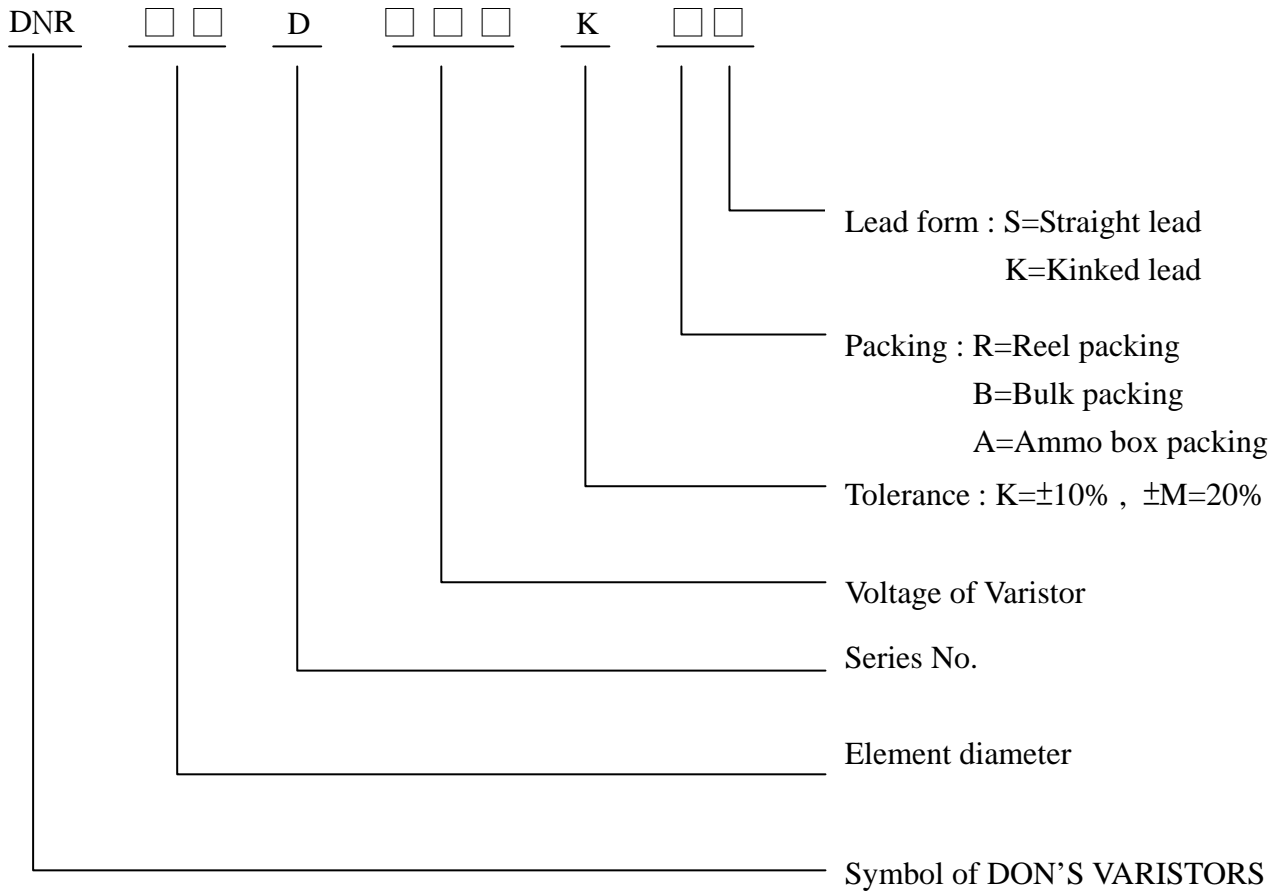 DNR □ □ D □ □ □ K □ □
Lead form : S=Straight lead
K=Kinked lead
Packing : R=Reel packing
B=Bulk packing
A=Ammo box packing
Tolerance : K=±10% , ±M=20%
Voltage of Varistor
Series No.
Element diameter
Symbol of DON’S VARISTORS